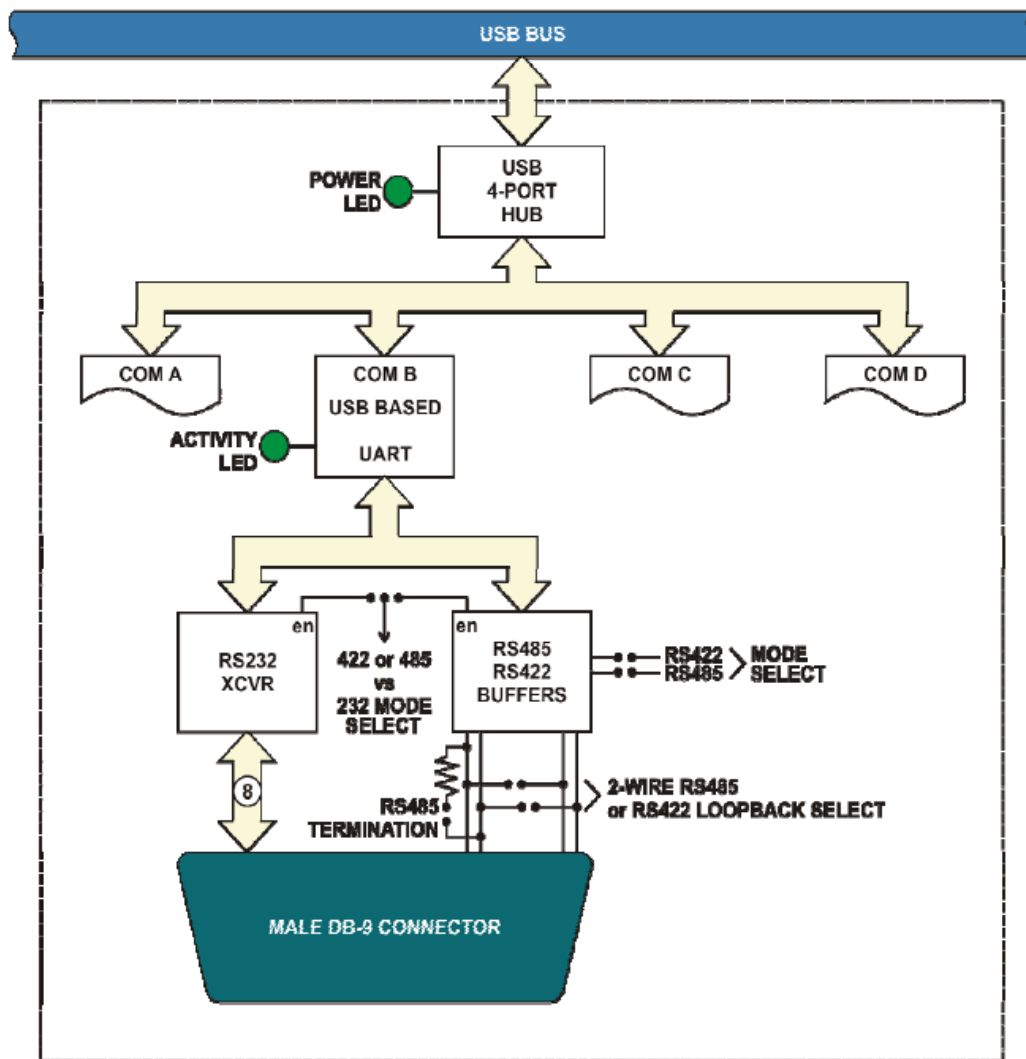 USB BUS
USB
4-PORT
HUB
POWER
LED
COM A
COM B
USB BASED
UART
COM C
COM D
ACTIVITY
LED
RS232
XCVR
en
422 or 485
vs
232 MODE
SELECT
en
RS485
RS422
BUFFERS
RS422
RS485
MODE
SELECT
8
RS485
TERMINATION
2-WIRE RS485
or RS422 LOOPBACK SELECT
MALE DB-9 CONNECTOR